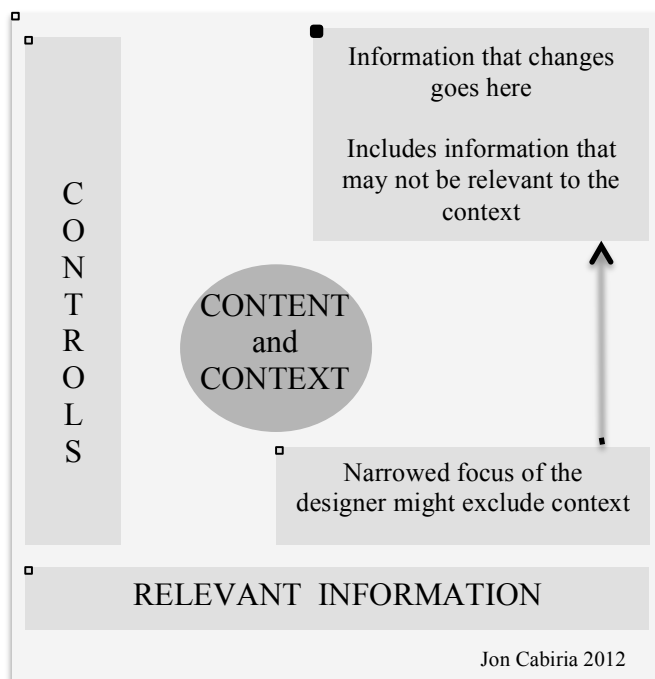 Information that changes
goes here
Includes information that
may not be relevant to the
context
CONTROLS
CONTENT
and
CONTEXT
Narrowed focus of the
designer might exclude context
RELEVANT INFORMATION
Jon Cabiria 2012